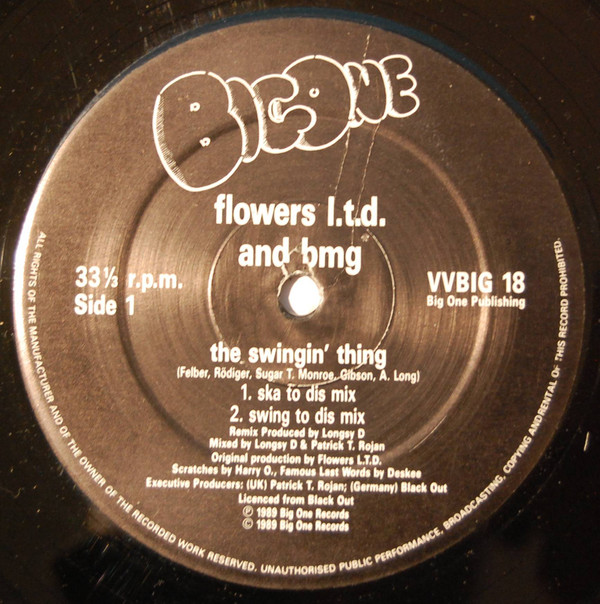 BIG ONE
flowers l.t.d.
and bmg
33⅓ r.p.m.
Side 1
VVBIG 18
Big One Publishing
the swingin' thing
(Felber, Rödiger, Sugar T. Monroe, Gibson, A. Long)
1. ska to dis mix
2. swing to dis mix
Remix Produced by Longsy D
Mixed by Longsy D & Patrick T. Rojan
Original production by Flowers L.T.D.
Scratches by Harry O., Famous Last Words by Deskee
Executive Producers: (UK) Patrick T. Rojan; (Germany) Black Out
Licenced from Black Out
℗ 1989 Big One Records
© 1989 Big One Records
ALL RIGHTS OF THE MANUFACTURER AND OF THE OWNER OF THE RECORDED WORK RESERVED. UNAUTHORISED PUBLIC PERFORMANCE, BROADCASTING, COPYING AND RENTAL OF THIS RECORD PROHIBITED.